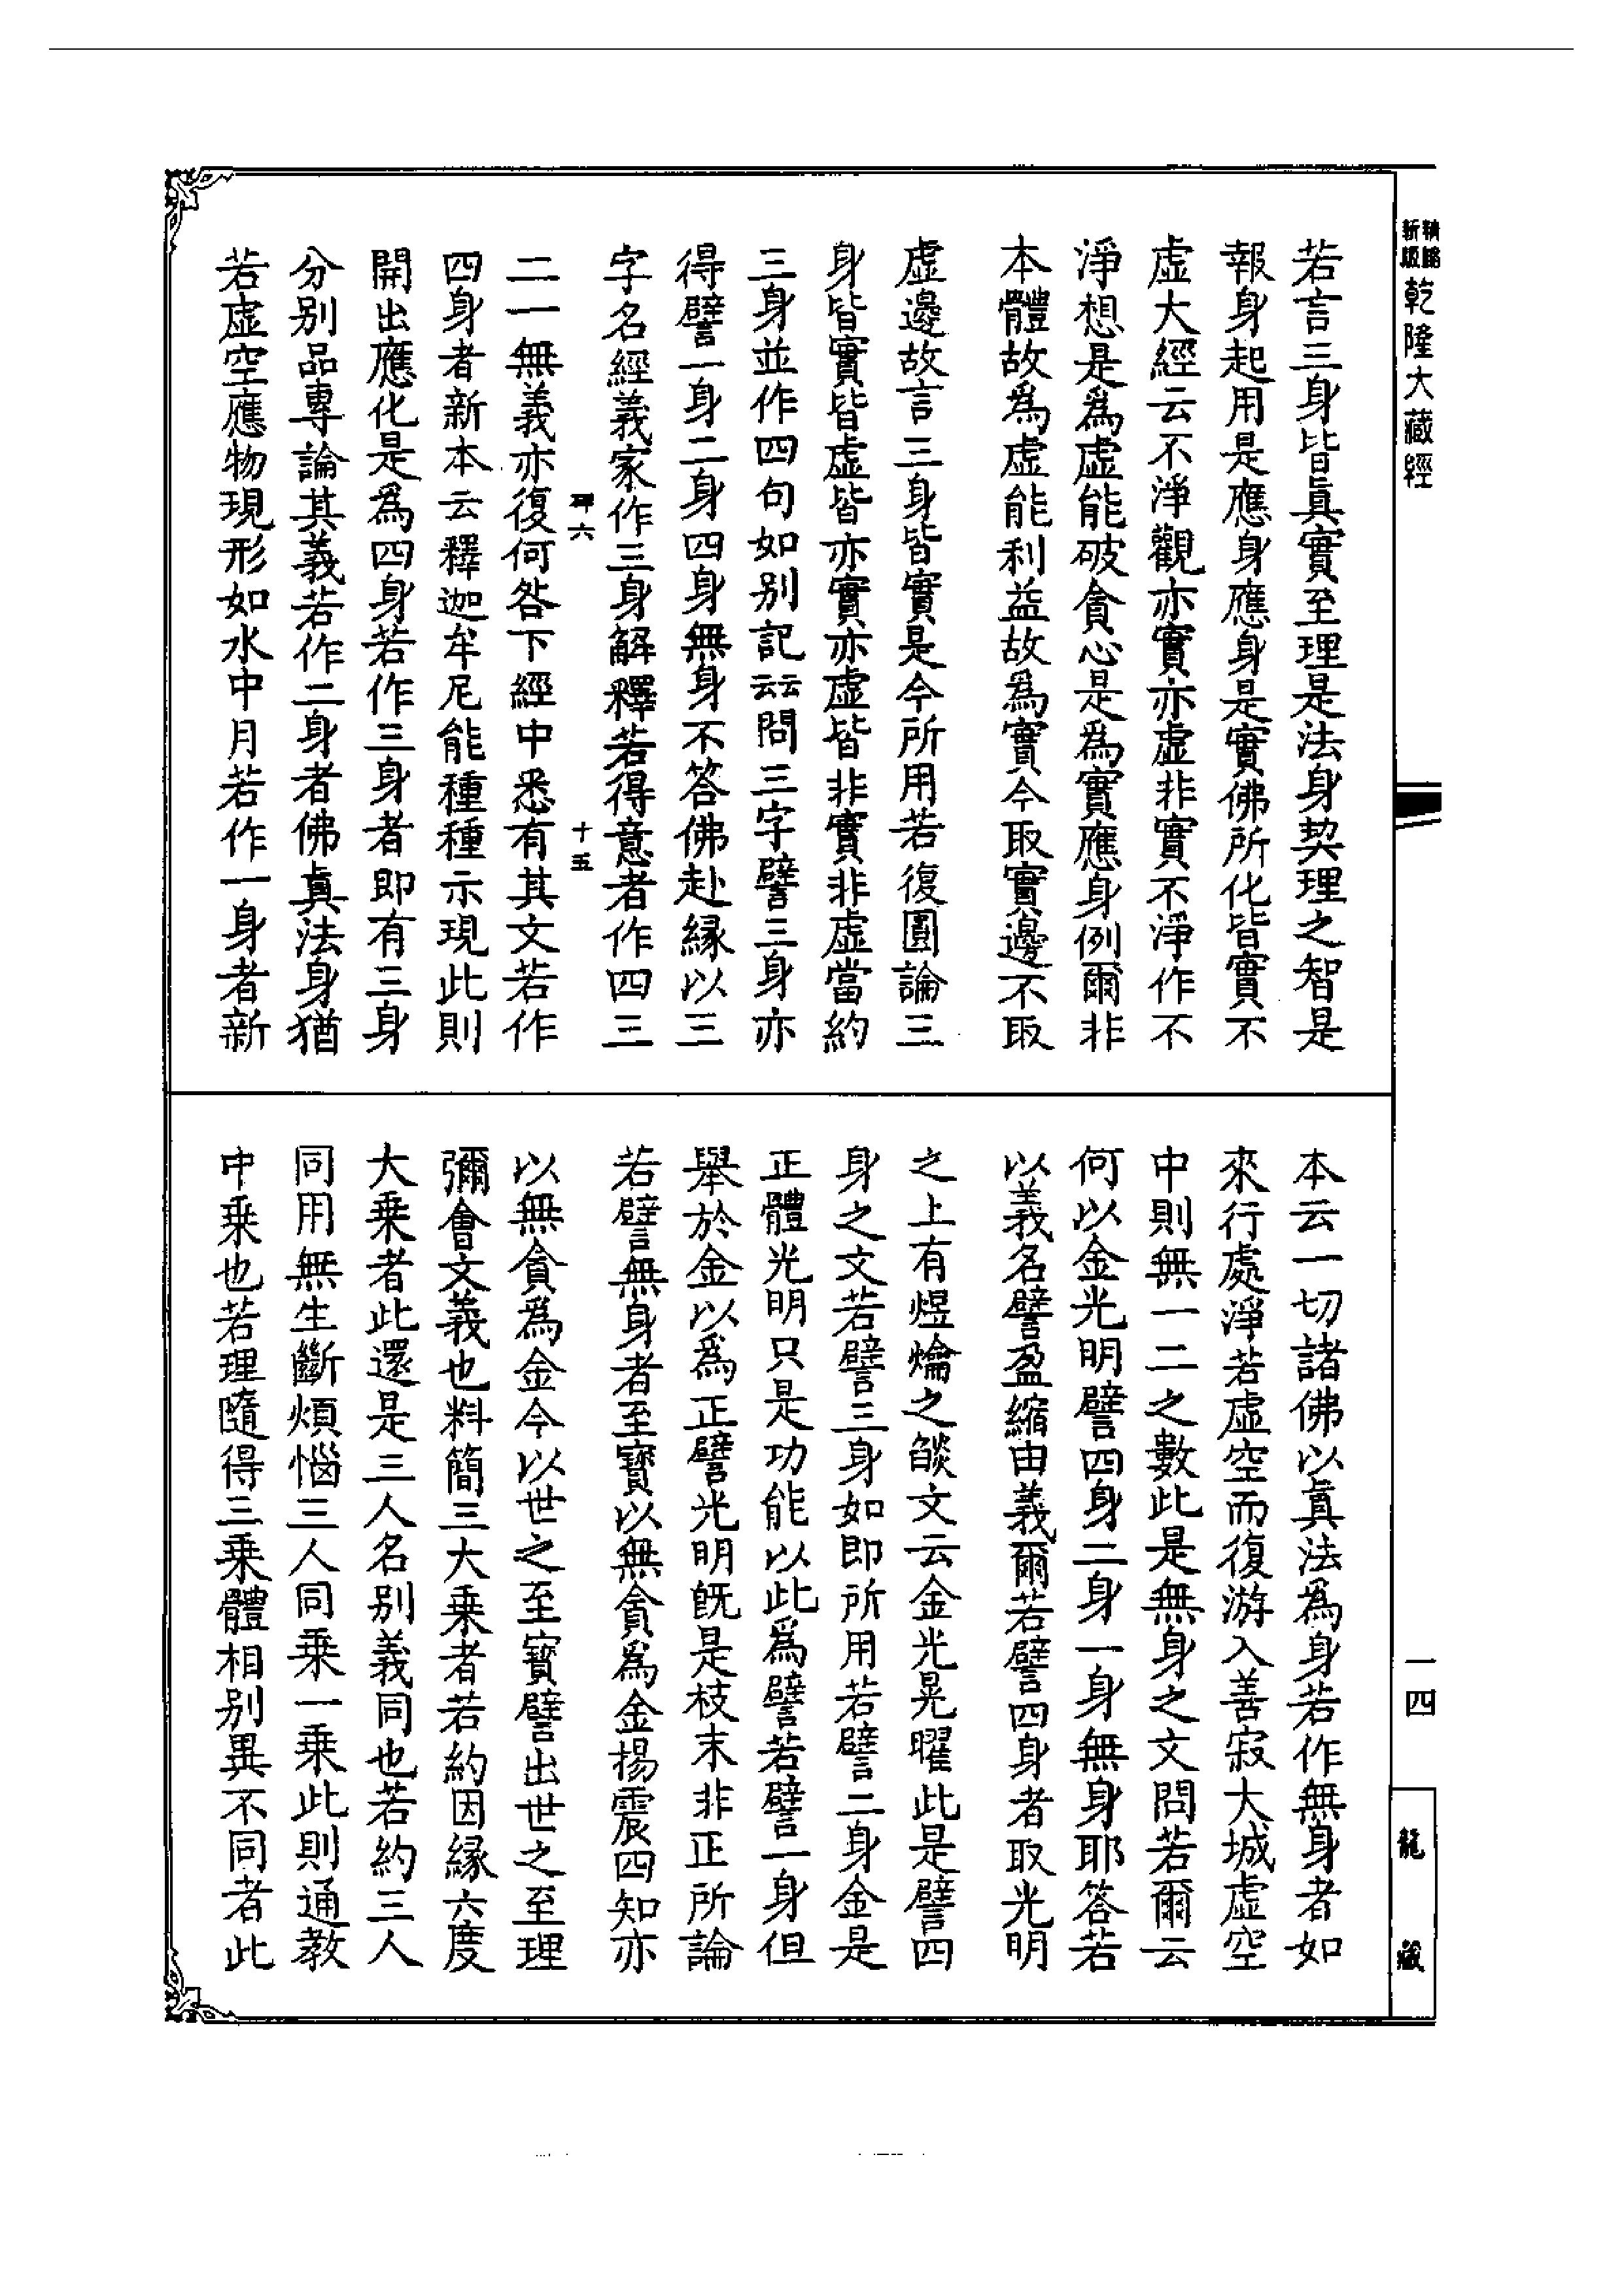 新版 精縮 乾隆大藏經
若言三身皆眞實至理是法身契理之智是
報身起用是應身應身是實佛所化皆實不
虛大經云不淨觀亦實亦虛非實不淨作不
淨想是爲虛能破貪心是爲實應身例爾非
本體故爲虛能利益故爲實今取實邊不取
虛邊故言三身皆實是今所用若復圓論三
身皆實皆虛皆亦實亦虛皆非實非虛當約
三身並作四句如别記云云問三字譬三身亦
得譬一身二身四身無身不答佛赴緣以三
字名經義家作三身解釋若得意者作四三
六 十五
二一無義亦復何咎下經中悉有其文若作
四身者新本云釋迦牟尼能種種示現此則
開出應化是爲四身若作三身者即有三身
分别品專論其義若作二身者佛眞法身猶
若虛空應物現形如水中月若作一身者新
本云一切諸佛以眞法爲身若作無身者如
來行處淨若虛空而復游入善寂大城虛空
中則無一二之數此是無身之文問若爾云
何以金光明譬四身二身一身無身耶答若
以義名譬盈縮由義爾若譬四身者取光明
之上有煜爚之燄文云金光晃曜此是譬四
身之文若譬三身如即所用若譬二身金是
正體光明只是功能以此爲譬若譬一身但
舉於金以爲正譬光明旣是枝末非正所論
若譬無身者至寶以無貪爲金楊震四知亦
以無貪爲金今以世之至寶譬出世之至理
彌會文義也料簡三大乘者若約因緣六度
大乘者此還是三人名别義同也若約三人
同用無生斷煩惱三人同乘一乘此則通教
中乘也若理隨得三乘體相别異不同者此
一四
龍藏